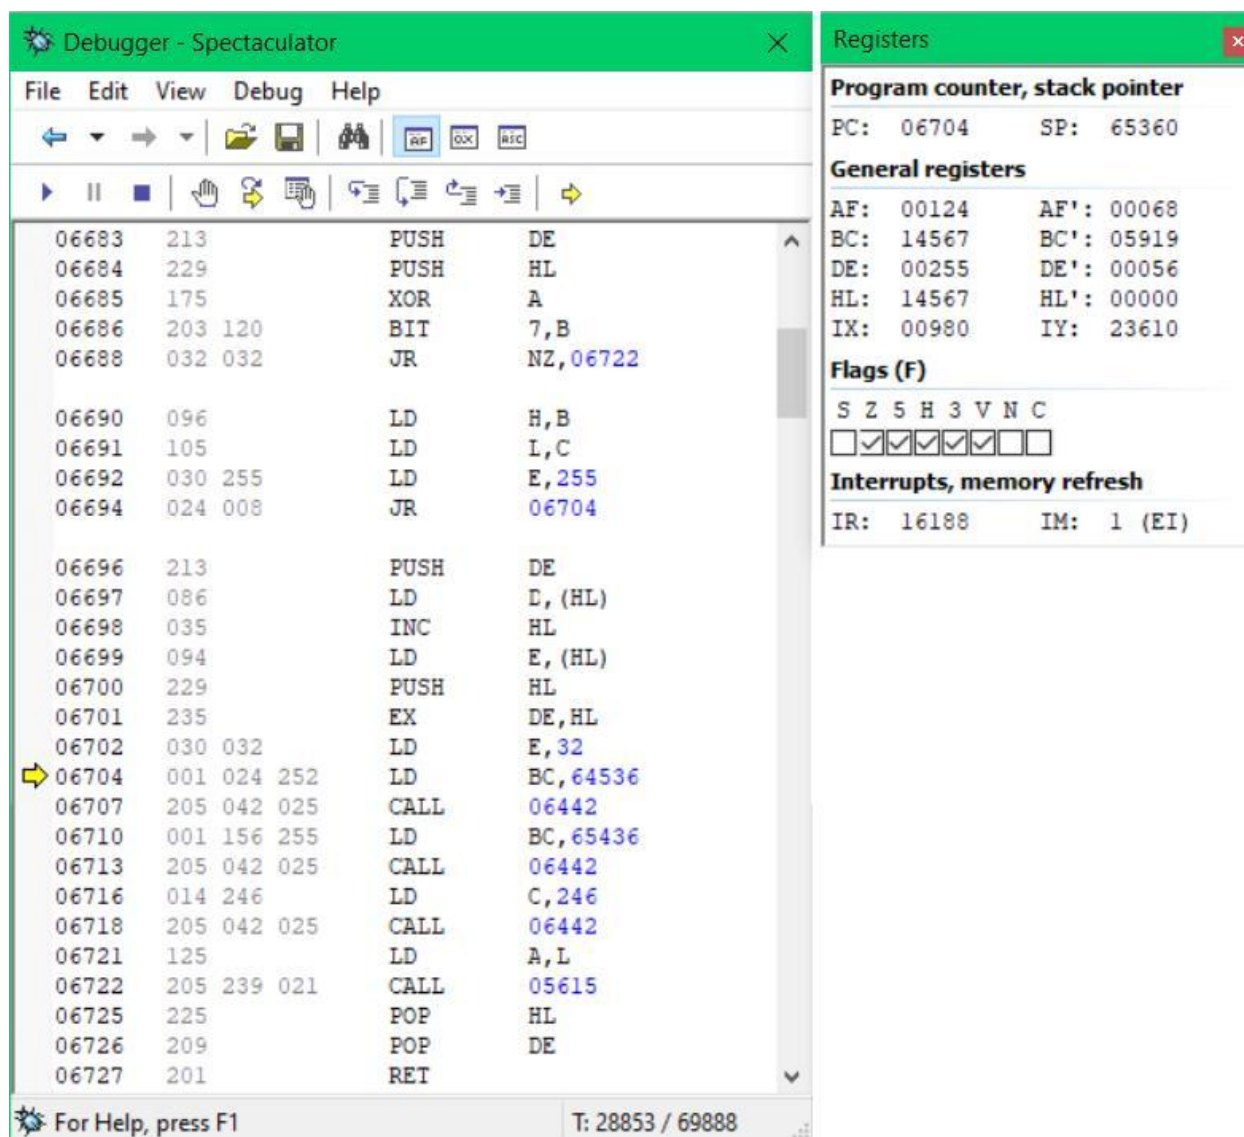 Debugger - Spectaculator
File Edit View Debug Help
06683 213 PUSH DE
06684 229 PUSH HL
06685 175 XOR A
06686 203 120 BIT 7,B
06688 032 032 JR NZ,06722
06690 096 LD H,B
06691 105 LD L,C
06692 030 255 LD E,255
06694 024 008 JR 06704
06696 213 PUSH DE
06697 086 LD D,(HL)
06698 035 INC HL
06699 094 LD E,(HL)
06700 229 PUSH HL
06701 235 EX DE,HL
06702 030 032 LD E,32
06704 001 024 252 LD BC,64536
06707 205 042 025 CALL 06442
06710 001 156 255 LD BC,65436
06713 205 042 025 CALL 06442
06716 014 246 LD C,246
06718 205 042 025 CALL 06442
06721 125 LD A,L
06722 205 239 021 CALL 05615
06725 225 POP HL
06726 209 POP DE
06727 201 RET
For Help, press F1 T: 28853 / 69888
Registers
Program counter, stack pointer
PC: 06704 SP: 65360
General registers
AF: 00124 AF': 00068
BC: 14567 BC': 05919
DE: 00255 DE': 00056
HL: 14567 HL': 00000
IX: 00980 IY: 23610
Flags (F)
S Z 5 H 3 V N C
Interrupts, memory refresh
IR: 16188 IM: 1 (EI)